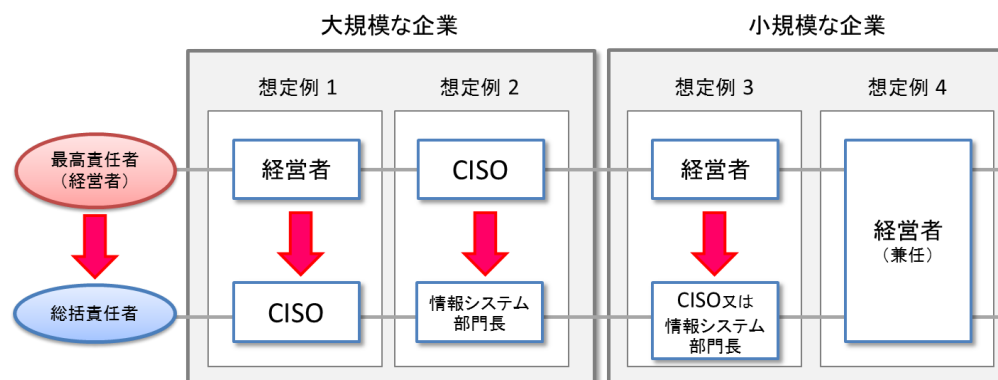 大規模な企業
小規模な企業
想定例 1
想定例 2
想定例 3
想定例 4
最高責任者
（経営者）
経営者
CISO
経営者
経営者
（兼任）
総括責任者
CISO
情報システム
部門長
CISO又は
情報システム
部門長